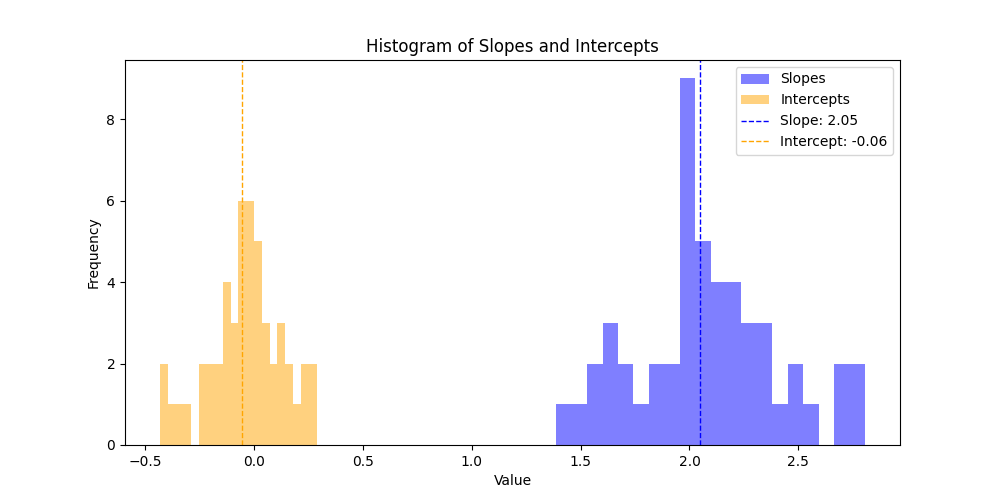 Histogram of Slopes and Intercepts
Slopes
Intercepts
Slope: 2.05
Intercept: -0.06
Frequency
8
6
4
2
0
−0.5 0.0 0.5 1.0 1.5 2.0 2.5
Value